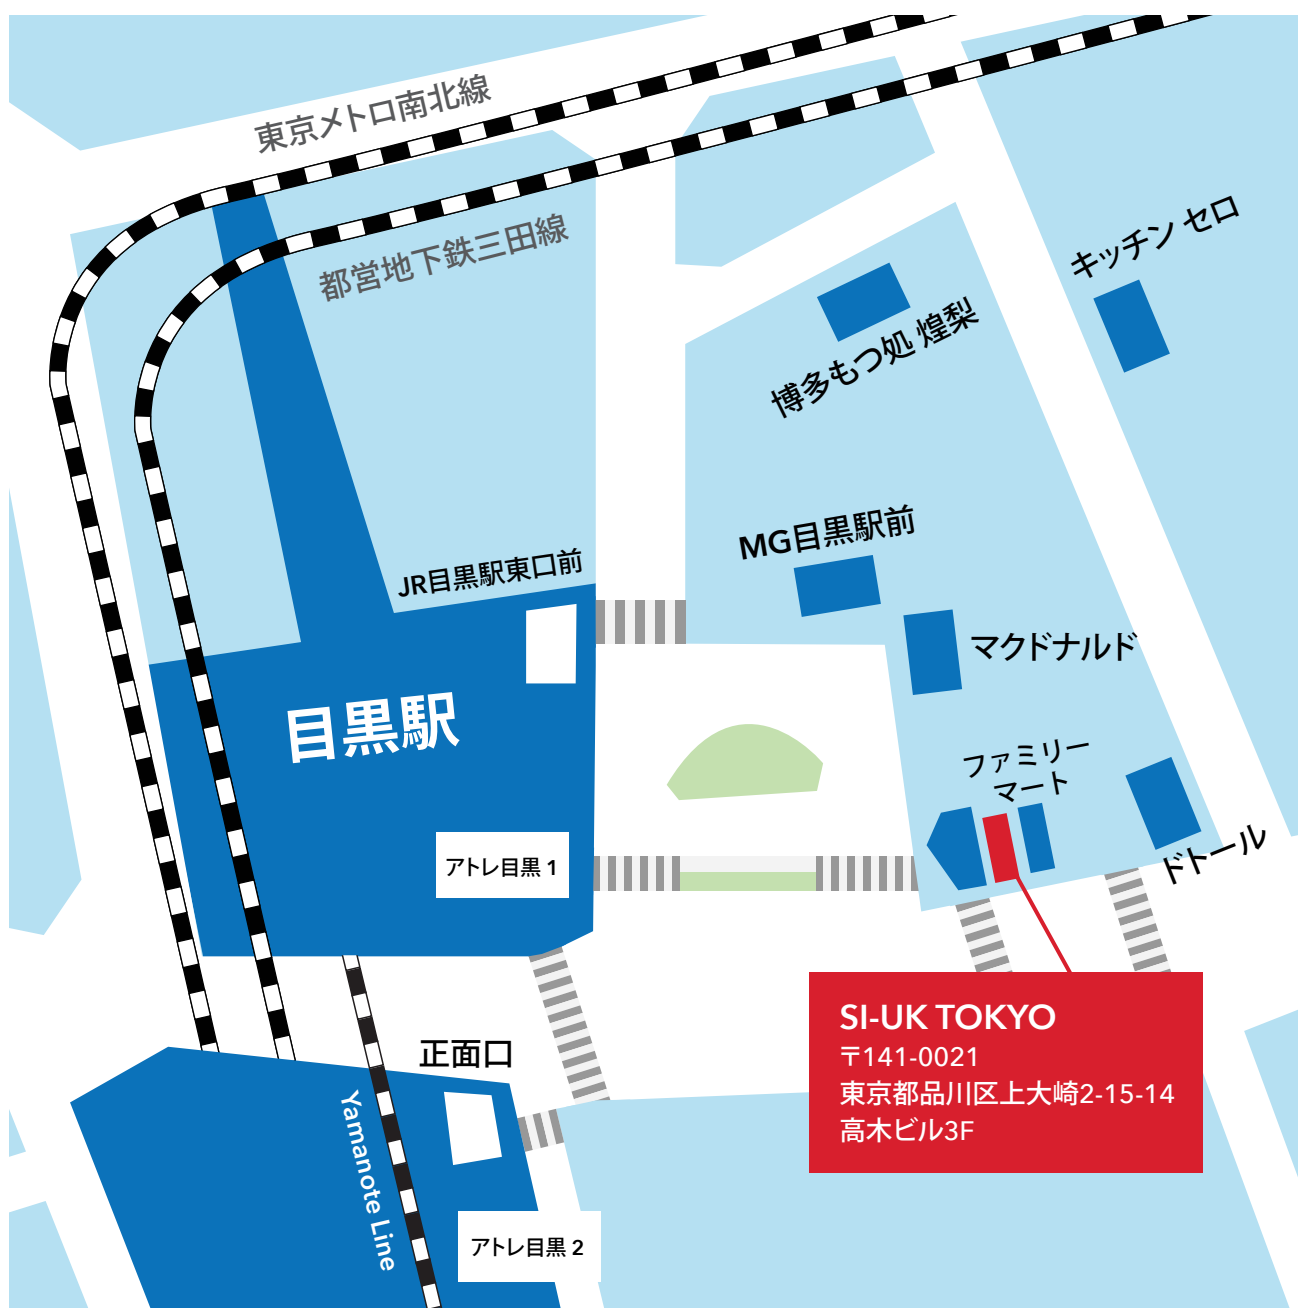 東京メトロ南北線
都営地下鉄三田線
キッチン セロ
博多もつ処 煌梨
MG目黒駅前
JR目黒駅東口前
マクドナルド
目黒駅
ファミリー
マート
ドトール
アトレ目黒 1
SI-UK TOKYO
〒141-0021
東京都品川区上大崎2-15-14
高木ビル3F
正面口
Yamanote Line
アトレ目黒 2